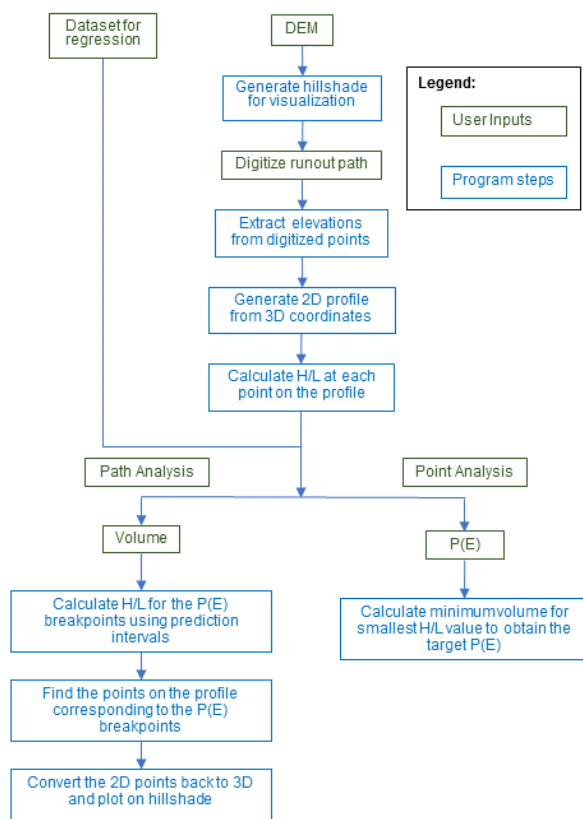 Dataset for
regression
DEM
Generate hillshade
for visualization
Legend:
User Inputs
Program steps
Digitize runout path
Extract elevations
from digitized points
Generate 2D profile
from 3D coordinates
Calculate H/L at each
point on the profile
Path Analysis
Point Analysis
Volume
P(E)
Calculate H/L for the P(E)
breakpoints using prediction
intervals
Calculate minimum volume for
smallest H/L value to obtain the
target P(E)
Find the points on the profile
corresponding to the P(E)
breakpoints
Convert the 2D points back to 3D
and plot on hillshade